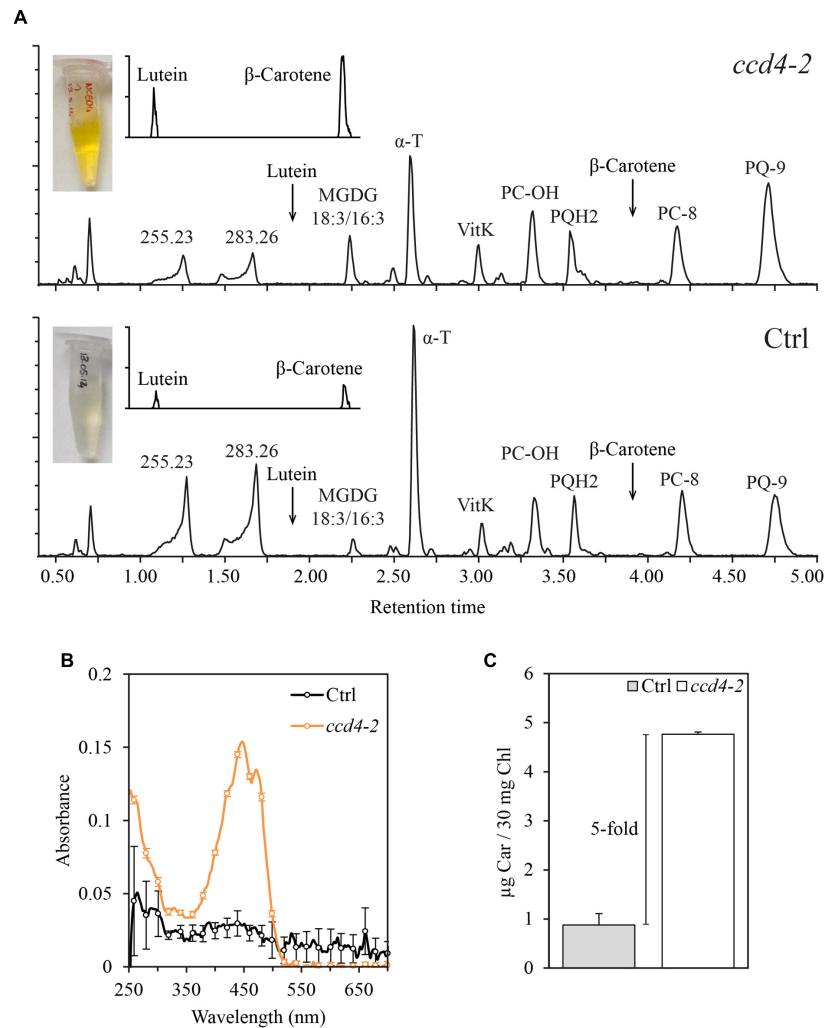 A
ccd4-2
Lutein
β-Carotene
α-T
Lutein
β-Carotene
PQ-9
MGDG
18:3/16:3
PC-OH
PC-8
PQH2
VitK
255.23
283.26
Ctrl
Lutein
β-Carotene
α-T
255.23
283.26
Lutein
MGDG
18:3/16:3
VitK
PC-OH
PQH2
β-Carotene
PC-8
PQ-9
0.50 1.00 1.50 2.00 2.50 3.00 3.50 4.00 4.50 5.00
Retention time
B
0.2
0.15
0.1
0.05
0
Absorbance
Ctrl
ccd4-2
250 350 450 550 650
Wavelength (nm)
C
6
5
4
3
2
1
0
µg Car / 30 mg Chl
Ctrl ccd4-2
5-fold